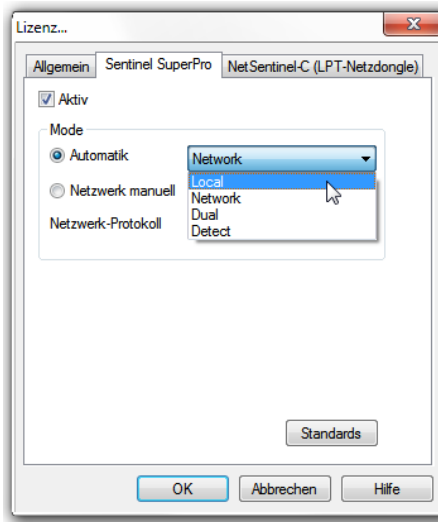 Lizenz...
Allgemein Sentinel SuperPro NetSentinel-C (LPT-Netzdongle)
Aktiv
Mode
Automatik Network
Local
Netzwerk manuell Network
Dual
Netzwerk-Protokoll Detect
Standards
OK Abbrechen Hilfe